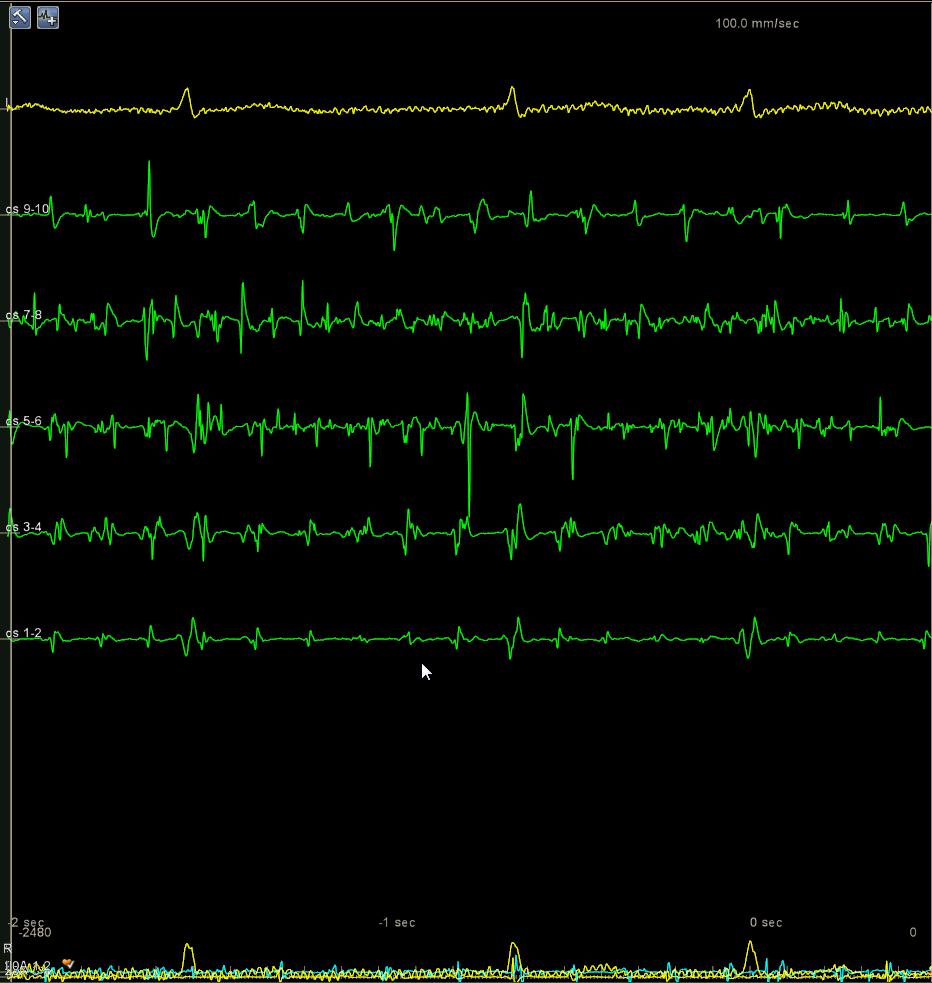 100.0 mm/sec
I
cs 9-10
cs 7-8
cs 5-6
cs 3-4
cs 1-2
-2 sec
-1 sec
0 sec
-2480
0